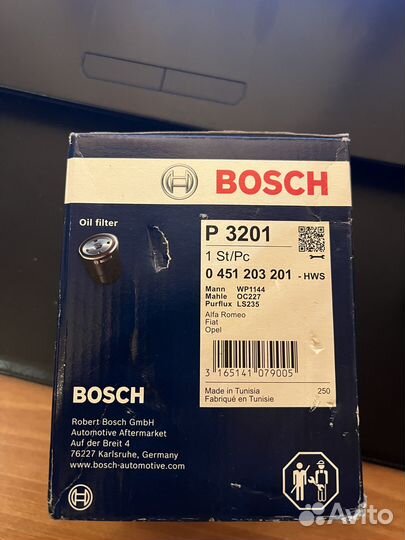 BOSCH
Oil filter
P 3201
1 St/Pc
0 451 203 201 - HWS
Mann WP1144
Mahle OC227
Purflux LS235
Alfa Romeo
Fiat
Opel
3 165141 079005
Made in Tunisia 250
Fabriqué en Tunisie
BOSCH
Robert Bosch GmbH
Automotive Aftermarket
Auf der Breit 4
76227 Karlsruhe, Germany
www.bosch-automotive.com
Avito